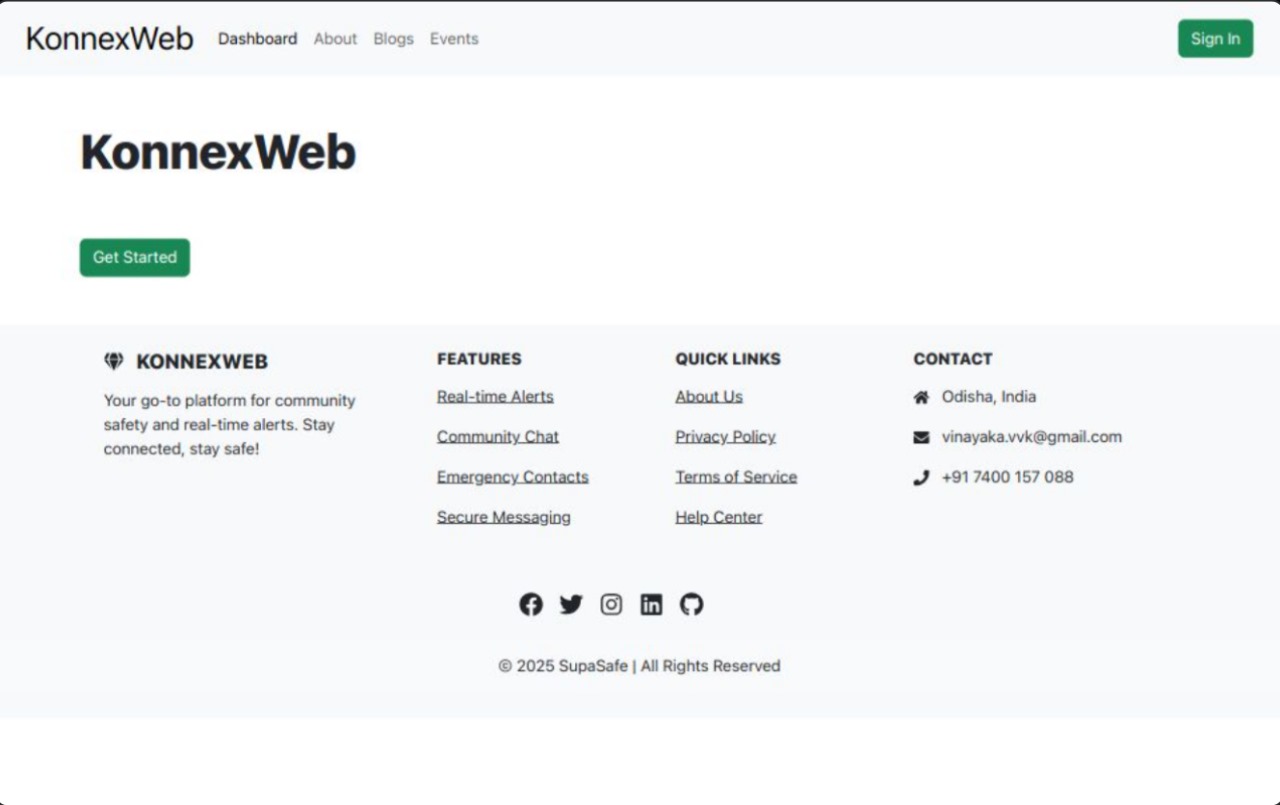 KonnexWeb Dashboard About Blogs Events Sign In
KonnexWeb
Get Started
KONNEXWEB
Your go-to platform for community
safety and real-time alerts. Stay
connected, stay safe!
FEATURES
Real-time Alerts
Community Chat
Emergency Contacts
Secure Messaging
QUICK LINKS
About Us
Privacy Policy
Terms of Service
Help Center
CONTACT
Odisha, India
vinayaka.vvk@gmail.com
+91 7400 157 088
© 2025 SupaSafe | All Rights Reserved